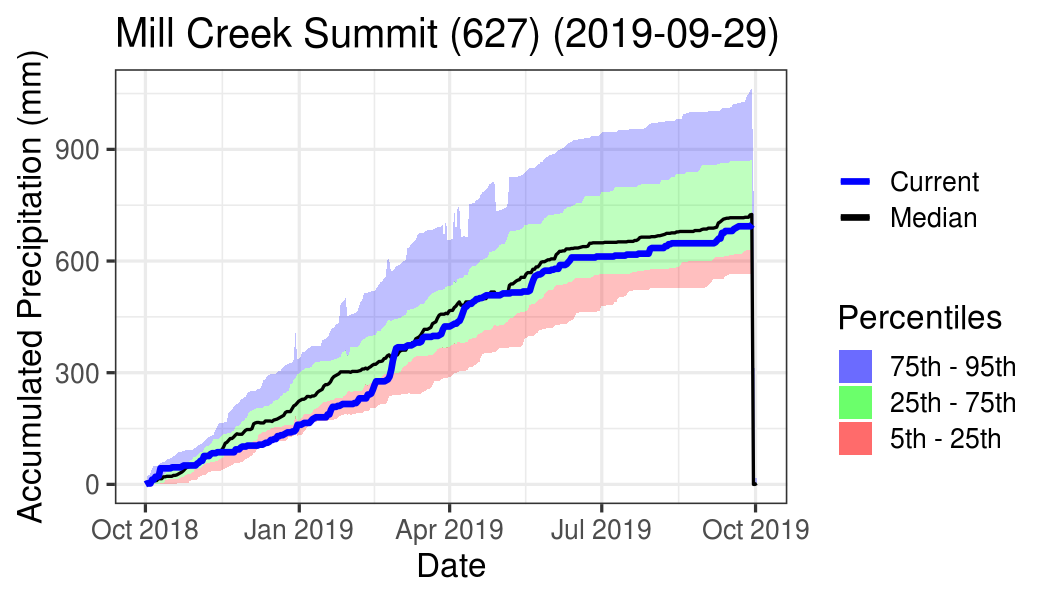 Mill Creek Summit (627) (2019-09-29)
Accumulated Precipitation (mm)
900
600
300
0
Oct 2018
Jan 2019
Apr 2019
Jul 2019
Oct 2019
Date
Current
Median
Percentiles
75th - 95th
25th - 75th
5th - 25th